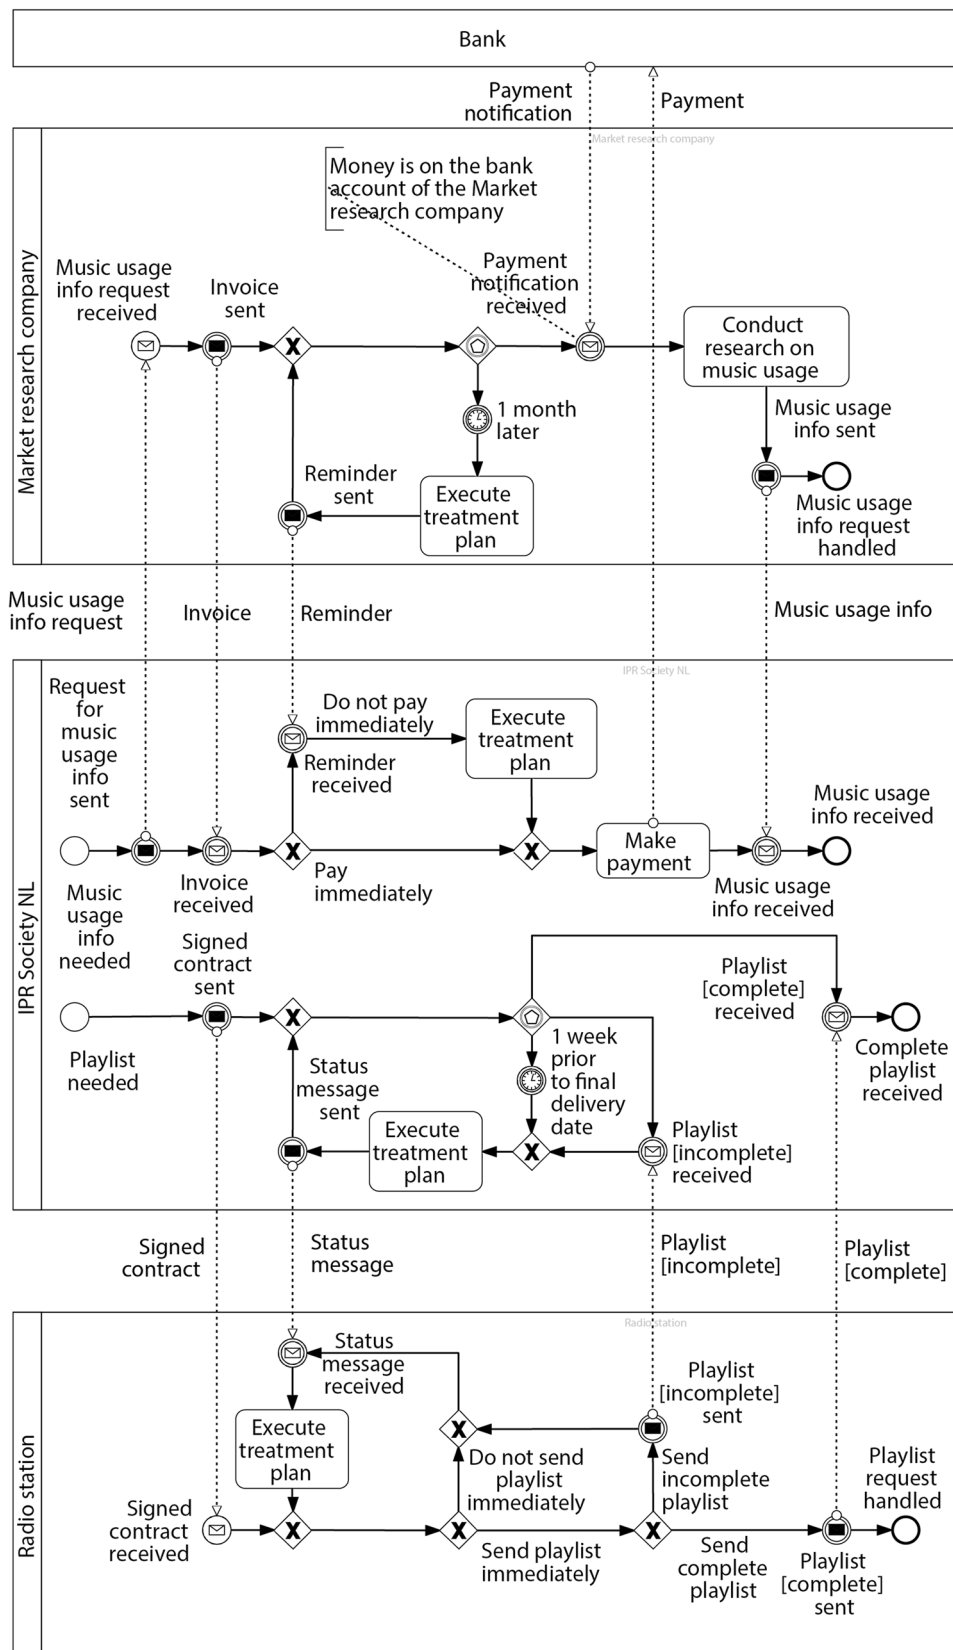 Bank
Payment
notification
Payment
Market research company
Market research company
Money is on the bank
account of the Market
research company
Music usage
info request
received
Invoice
sent
Payment
notification
received
Conduct
research on
music usage
1 month
later
Music usage
info sent
Reminder
sent
Execute
treatment
plan
Music usage
info request
handled
Music usage
info request
Invoice
Reminder
Music usage info
IPR Society NL
IPR Society NL
Request
for
music
usage
info
sent
Do not pay
immediately
Execute
treatment
plan
Reminder
received
Music usage
info received
Make
payment
Pay
immediately
Invoice
received
Music
usage
info
needed
Music usage
info received
Signed
contract
sent
Playlist
[complete]
received
Playlist
needed
1 week
prior
to final
delivery
date
Complete
playlist
received
Status
message
sent
Execute
treatment
plan
Playlist
[incomplete]
received
Signed
contract
Status
message
Playlist
[incomplete]
Playlist
[complete]
Radio station
Radio station
Status
message
received
Playlist
[incomplete]
sent
Execute
treatment
plan
Do not send
playlist
immediately
Send
incomplete
playlist
Playlist
request
handled
Signed
contract
received
Send playlist
immediately
Send
complete
playlist
Playlist
[complete]
sent